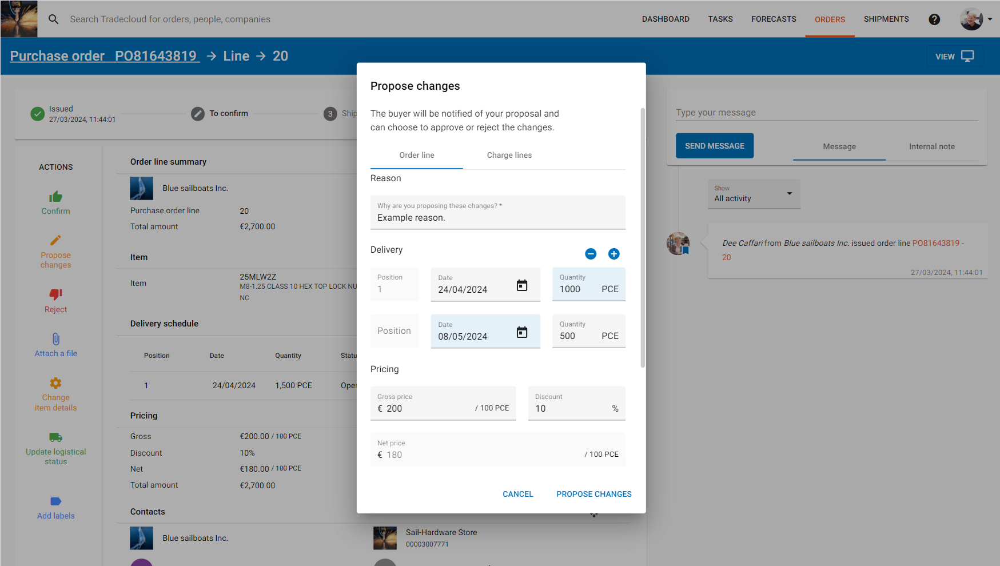 Search Tradecloud for orders, people, companies
DASHBOARD
TASKS
FORECASTS
ORDERS
SHIPMENTS
?
Purchase order PO81643819 → Line → 20
VIEW
Issued
27/03/2024, 11:44:01
To confirm
3
Ship
ACTIONS
Confirm
Propose
changes
Reject
Attach a file
Change
item details
Update logistical
status
Add labels
Order line summary
Blue sailboats Inc.
Purchase order line 20
Total amount €2,700.00
Item
Item 25MLW2Z
M8-1.25 CLASS 10 HEX TOP LOCK NU
NC
Delivery schedule
Position Date Quantity Statu
1 24/04/2024 1,500 PCE Open
Pricing
Gross €200.00 / 100 PCE
Discount 10%
Net €180.00 / 100 PCE
Total amount €2,700.00
Contacts
Blue sailboats Inc.
Sail-Hardware Store
00003007771
Propose changes
The buyer will be notified of your proposal and
can choose to approve or reject the changes.
Order line
Charge lines
Reason
Why are you proposing these changes? *
Example reason.
Delivery
Position
1
Date
24/04/2024
Quantity
1000 PCE
Position
Date
08/05/2024
Quantity
500 PCE
Pricing
Gross price
€ 200 / 100 PCE
Discount
10 %
Net price
€ 180 / 100 PCE
CANCEL
PROPOSE CHANGES
Type your message
SEND MESSAGE
Message
Internal note
Show
All activity
Dee Caffari from Blue sailboats Inc. issued order line PO81643819 -
20
27/03/2024, 11:44:01